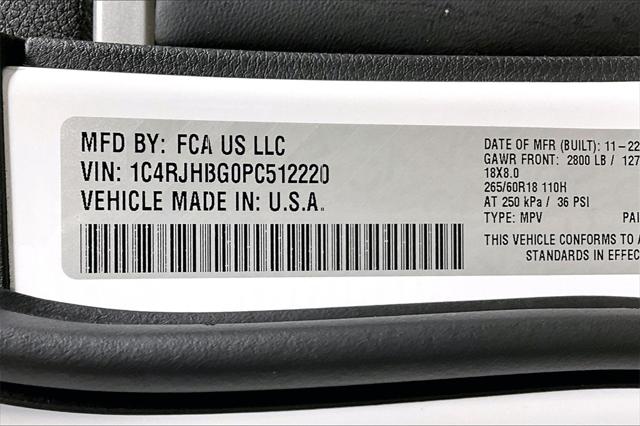 MFD BY: FCA US LLC
VIN: 1C4RJHBG0PC512220
VEHICLE MADE IN: U.S.A.
DATE OF MFR (BUILT): 11-22
GAWR FRONT: 2800 LB / 127
18X8.0
265/60R18 110H
AT 250 kPa / 36 PSI
TYPE: MPV PAI
THIS VEHICLE CONFORMS TO A
STANDARDS IN EFFEC